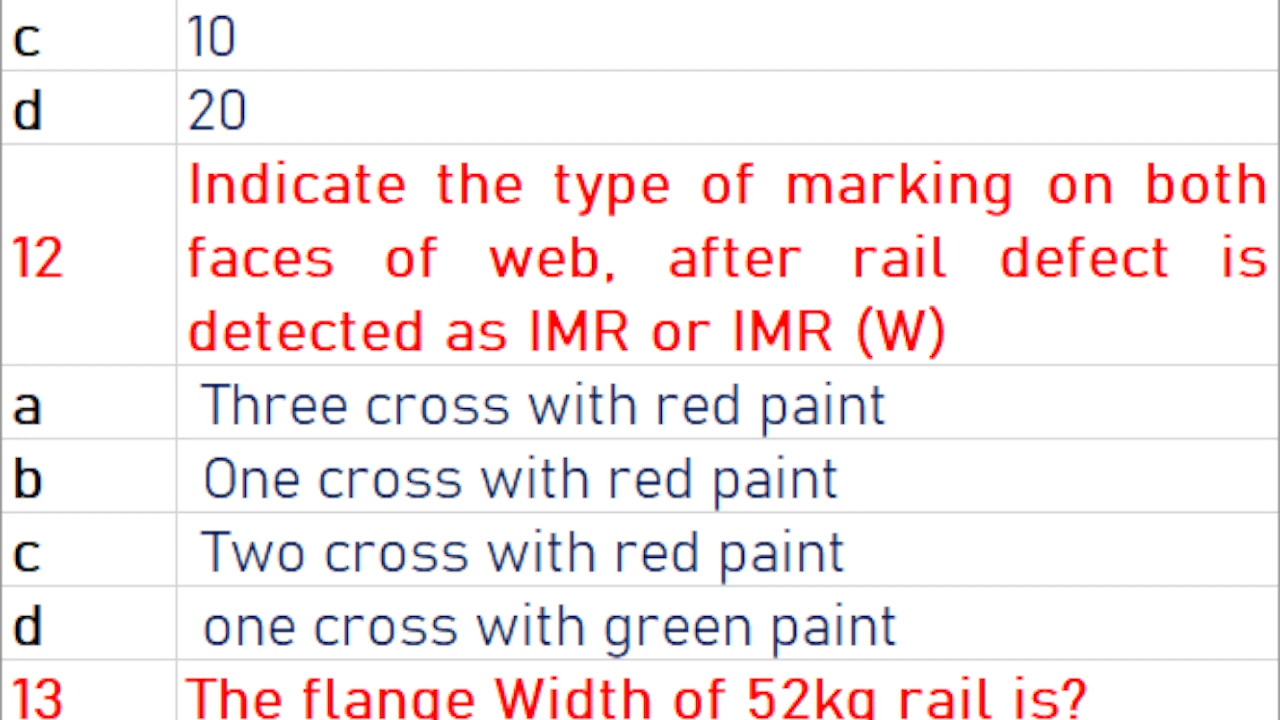 c 10
d 20
Indicate the type of marking on both
12 faces of web, after rail defect is
detected as IMR or IMR (W)
a Three cross with red paint
b One cross with red paint
c Two cross with red paint
d one cross with green paint
13 The flange Width of 52kg rail is?